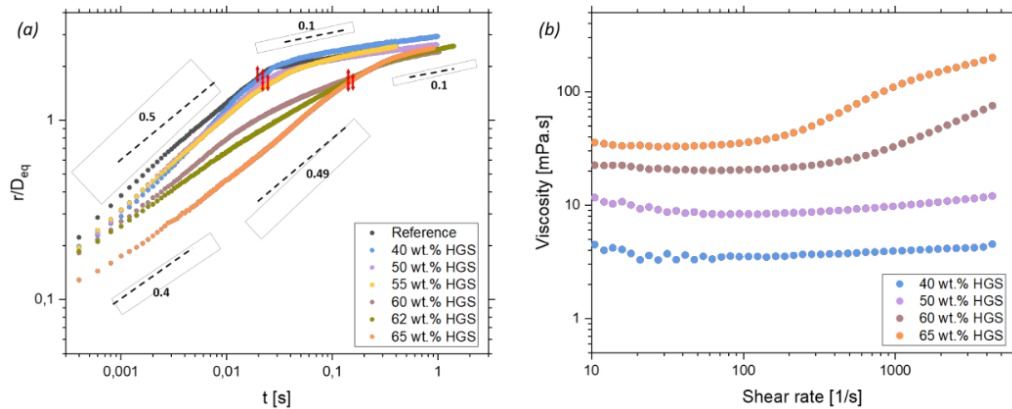 (a)
0.1
0.5
0.1
0.49
0.4
r/Deq
1
0,1
Reference
40 wt.% HGS
50 wt.% HGS
55 wt.% HGS
60 wt.% HGS
62 wt.% HGS
65 wt.% HGS
0,001 0,01 0,1 1
t [s]
(b)
Viscosity [mPa.s]
100
10
1
40 wt.% HGS
50 wt.% HGS
60 wt.% HGS
65 wt.% HGS
10 100 1000
Shear rate [1/s]